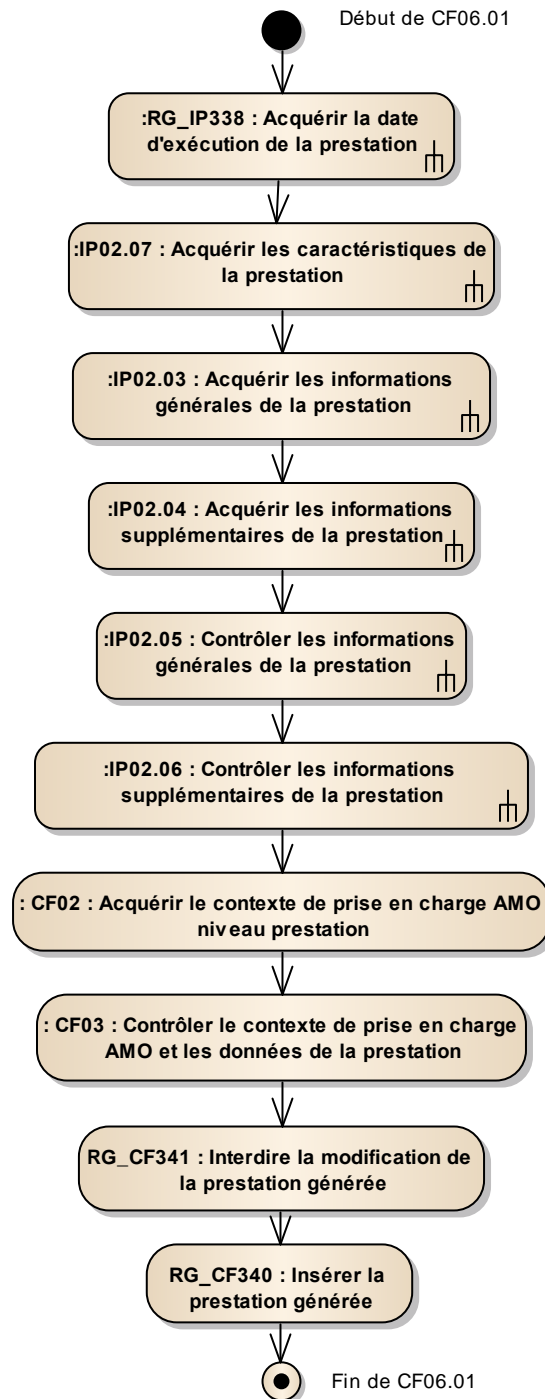 Début de CF06.01
:RG_IP338 : Acquérir la date
d'exécution de la prestation
:IP02.07 : Acquérir les caractéristiques de
la prestation
:IP02.03 : Acquérir les informations
générales de la prestation
:IP02.04 : Acquérir les informations
supplémentaires de la prestation
:IP02.05 : Contrôler les informations
générales de la prestation
:IP02.06 : Contrôler les informations
supplémentaires de la prestation
: CF02 : Acquérir le contexte de prise en charge AMO
niveau prestation
: CF03 : Contrôler le contexte de prise en charge
AMO et les données de la prestation
RG_CF341 : Interdire la modification de
la prestation générée
RG_CF340 : Insérer la
prestation générée
Fin de CF06.01